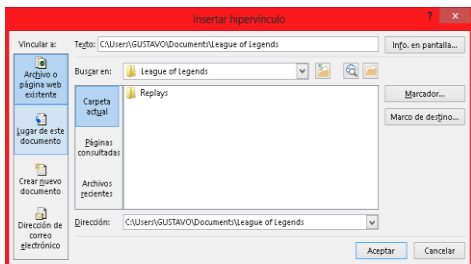 Insertar hipervínculo
?
Vincular a:
Texto: C:\Users\GUSTAVO\Documents\League of Legends
Info. en pantalla...
Archivo o
página web
existente
Buscar en:
League of Legends
Carpeta
actual
Replays
Marcador...
Marco de destino...
Lugar de este
documento
Páginas
consultadas
Crear nuevo
documento
Archivos
recientes
Dirección de
correo
electrónico
Dirección:
C:\Users\GUSTAVO\Documents\League of Legends
Aceptar
Cancelar